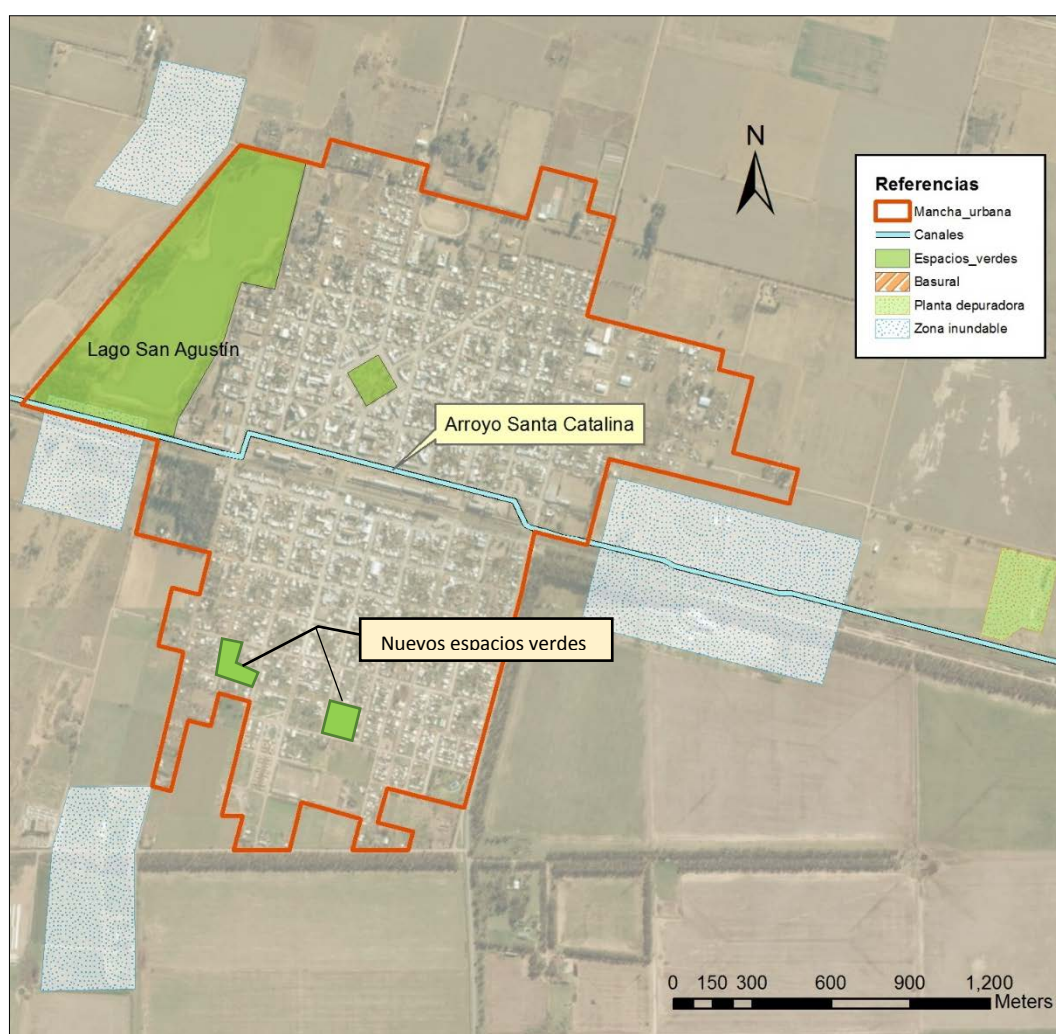 N
Referencias
Mancha_urbana
Canales
Espacios_verdes
Basural
Planta depuradora
Zona inundable
Lago San Agustín
Arroyo Santa Catalina
Nuevos espacios verdes
0 150 300 600 900 1,200
Meters